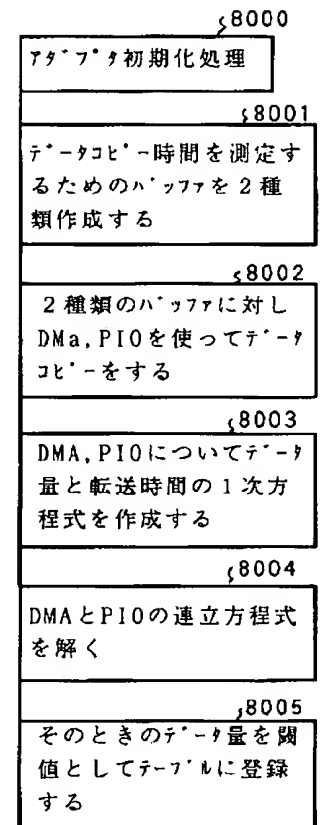 8000
ｱﾀﾞﾌﾟﾀ初期化処理
8001
ﾃﾞｰﾀｺﾋﾟｰ時間を測定す
るためのﾊﾞｯﾌｧを２種
類作成する
8002
２種類のﾊﾞｯﾌｧに対し
DMa,PIOを使ってﾃﾞｰﾀ
ｺﾋﾟｰをする
8003
DMA,PIOについてﾃﾞｰﾀ
量と転送時間の１次方
程式を作成する
8004
DMAとPIOの連立方程式
を解く
8005
そのときのﾃﾞｰﾀ量を閾
値としてﾃｰﾌﾞﾙに登録
する